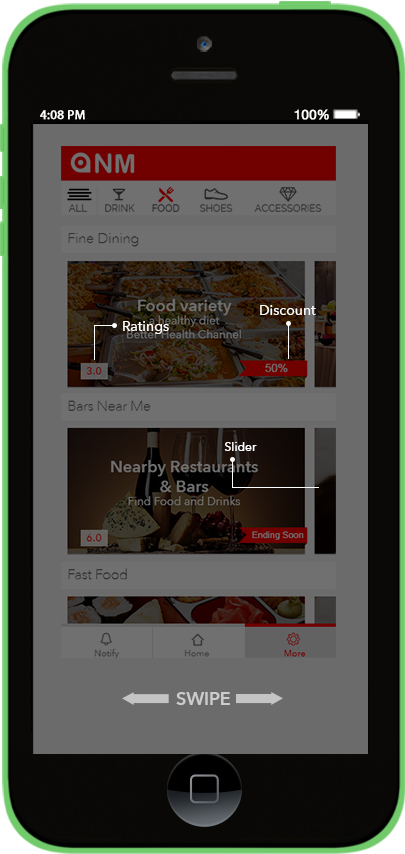 4:08 PM 100%
ANM
ALL DRINK FOOD SHOES ACCESSORIES
Fine Dining
Food variety
a healthy diet
Better Health Channel
Discount
Ratings
3.0
50%
Bars Near Me
Slider
Nearby Restaurants
& Bars
Find Food and Drinks
6.0
Ending Soon
Fast Food
Notify Home More
SWIPE